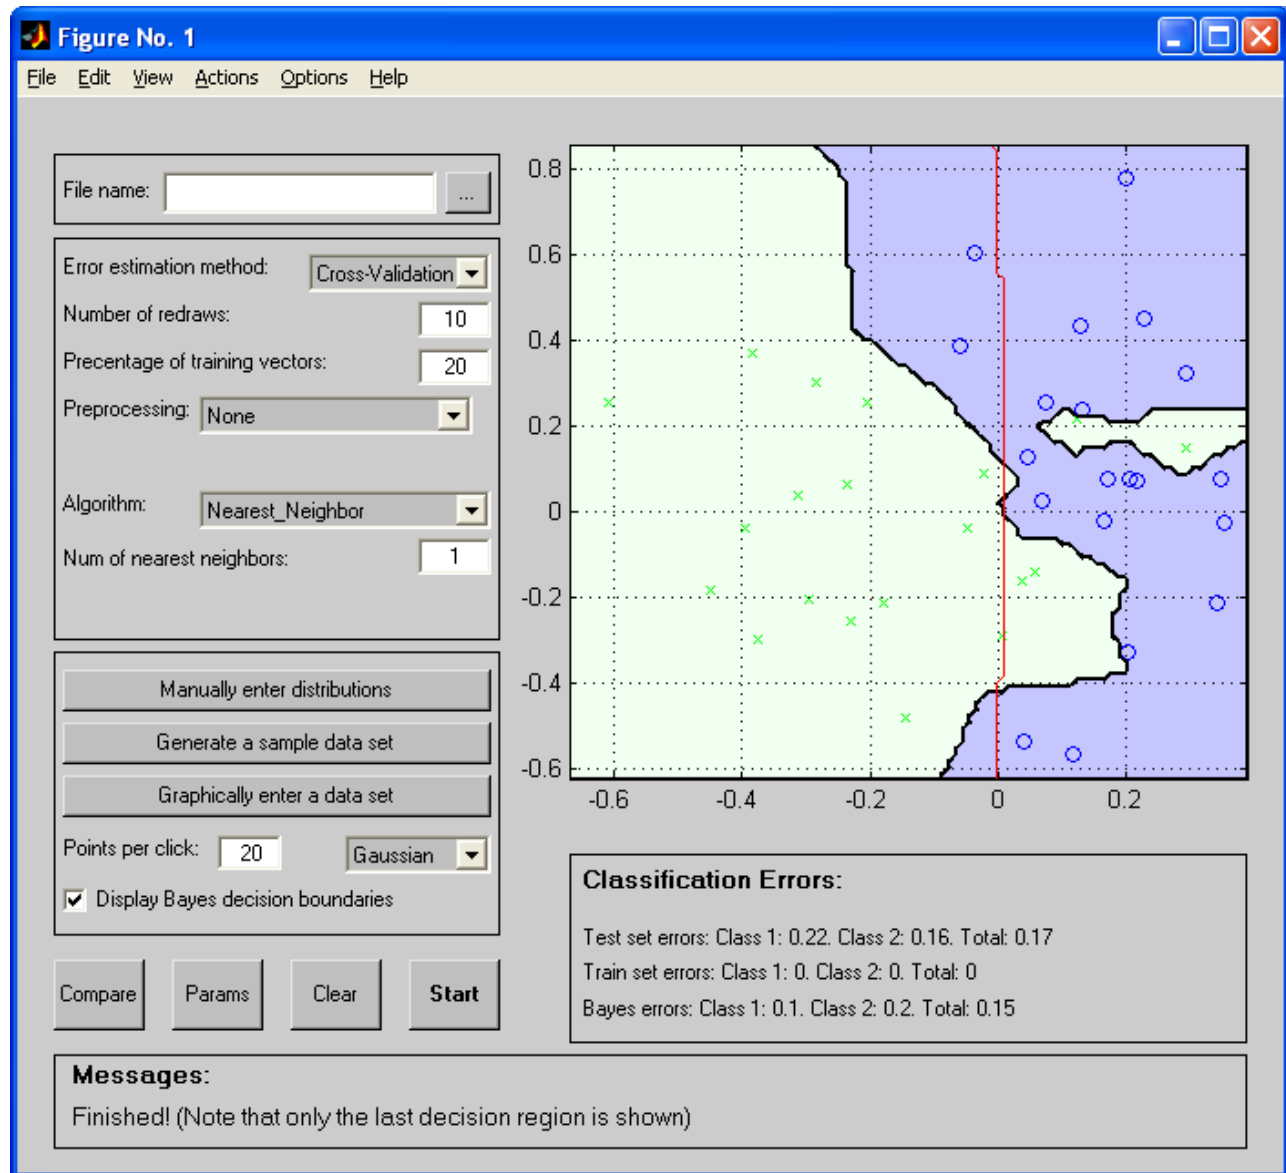 Figure No. 1
File Edit View Actions Options Help
File name:
...
Error estimation method: Cross-Validation
Number of redraws: 10
Precentage of training vectors: 20
Preprocessing: None
Algorithm: Nearest_Neighbor
Num of nearest neighbors: 1
Manually enter distributions
Generate a sample data set
Graphically enter a data set
Points per click: 20 Gaussian
Display Bayes decision boundaries
Compare Params Clear Start
0.8
0.6
0.4
0.2
0
-0.2
-0.4
-0.6
-0.6 -0.4 -0.2 0 0.2
Classification Errors:
Test set errors: Class 1: 0.22. Class 2: 0.16. Total: 0.17
Train set errors: Class 1: 0. Class 2: 0. Total: 0
Bayes errors: Class 1: 0.1. Class 2: 0.2. Total: 0.15
Messages:
Finished! (Note that only the last decision region is shown)